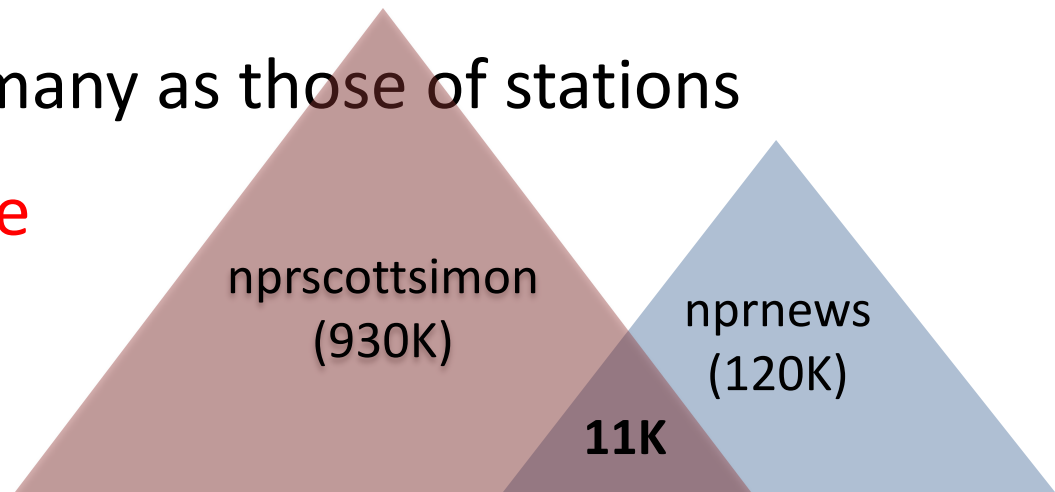 many as those of stations
e
nprscottsimon
(930K)
nprnews
(120K)
11K